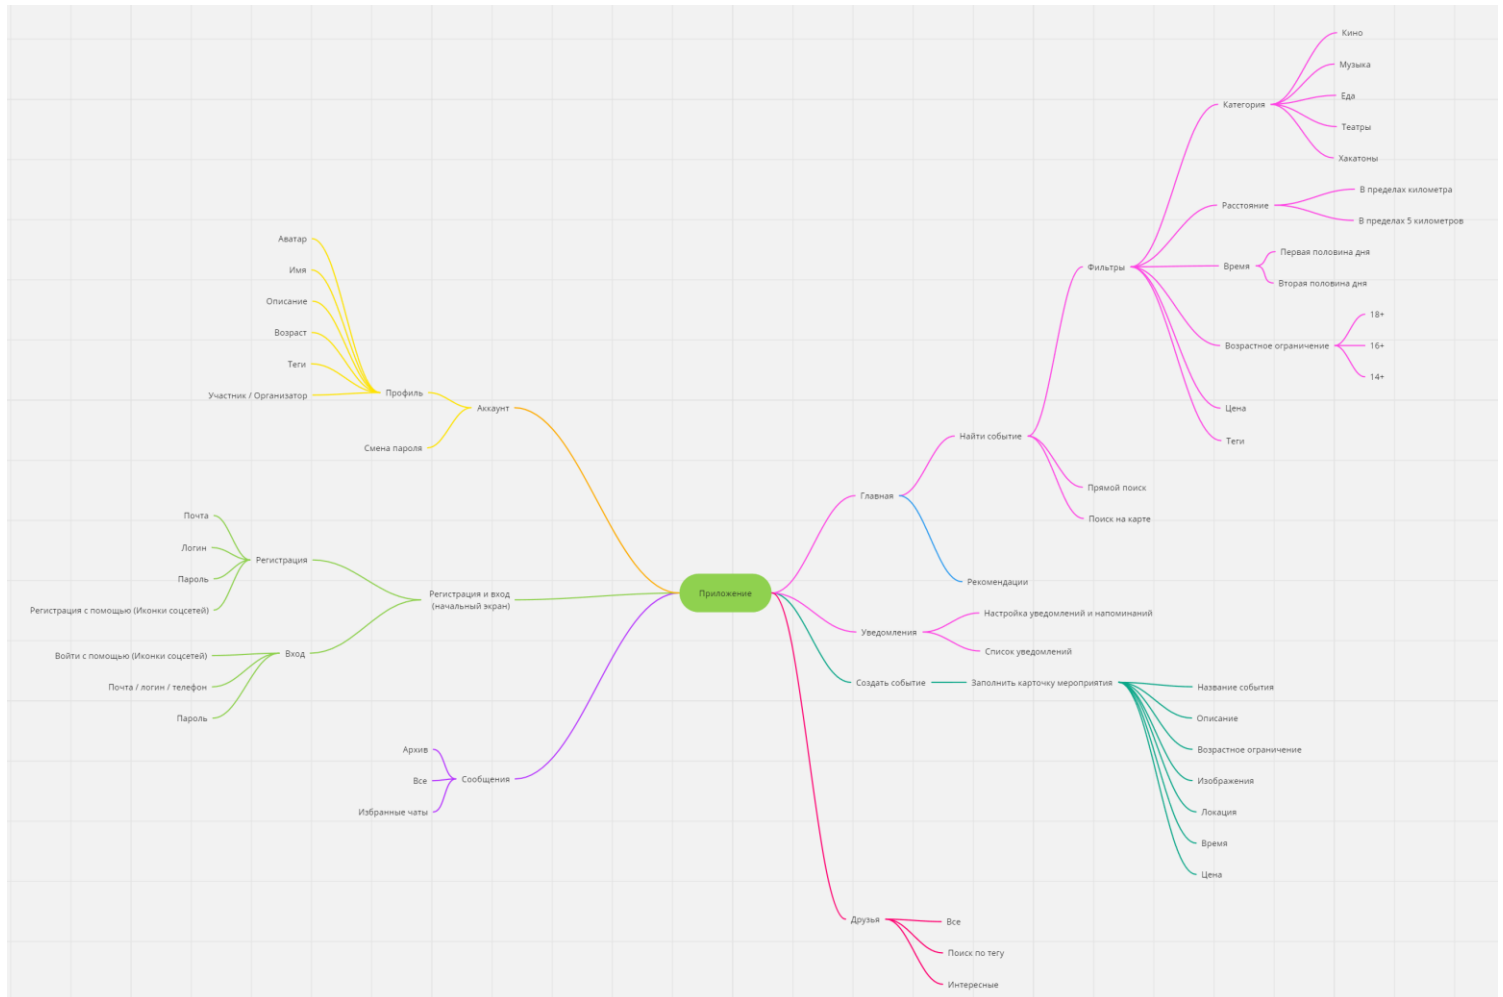 Приложение
Аккаунт
Профиль
Аватар
Имя
Описание
Возраст
Теги
Участник / Организатор
Смена пароля
Регистрация и вход
(начальный экран)
Регистрация
Почта
Логин
Пароль
Регистрация с помощью (Иконки соцсетей)
Вход
Войти с помощью (Иконки соцсетей)
Почта / логин / телефон
Пароль
Сообщения
Архив
Все
Избранные чаты
Главная
Найти событие
Фильтры
Категория
Кино
Музыка
Еда
Театры
Хакатоны
Расстояние
В пределах километра
В пределах 5 километров
Время
Первая половина дня
Вторая половина дня
Возрастное ограничение
18+
16+
14+
Цена
Теги
Прямой поиск
Поиск на карте
Рекомендации
Уведомления
Настройка уведомлений и напоминаний
Список уведомлений
Создать событие
Заполнить карточку мероприятия
Название события
Описание
Возрастное ограничение
Изображения
Локация
Время
Цена
Друзья
Все
Поиск по тегу
Интересные